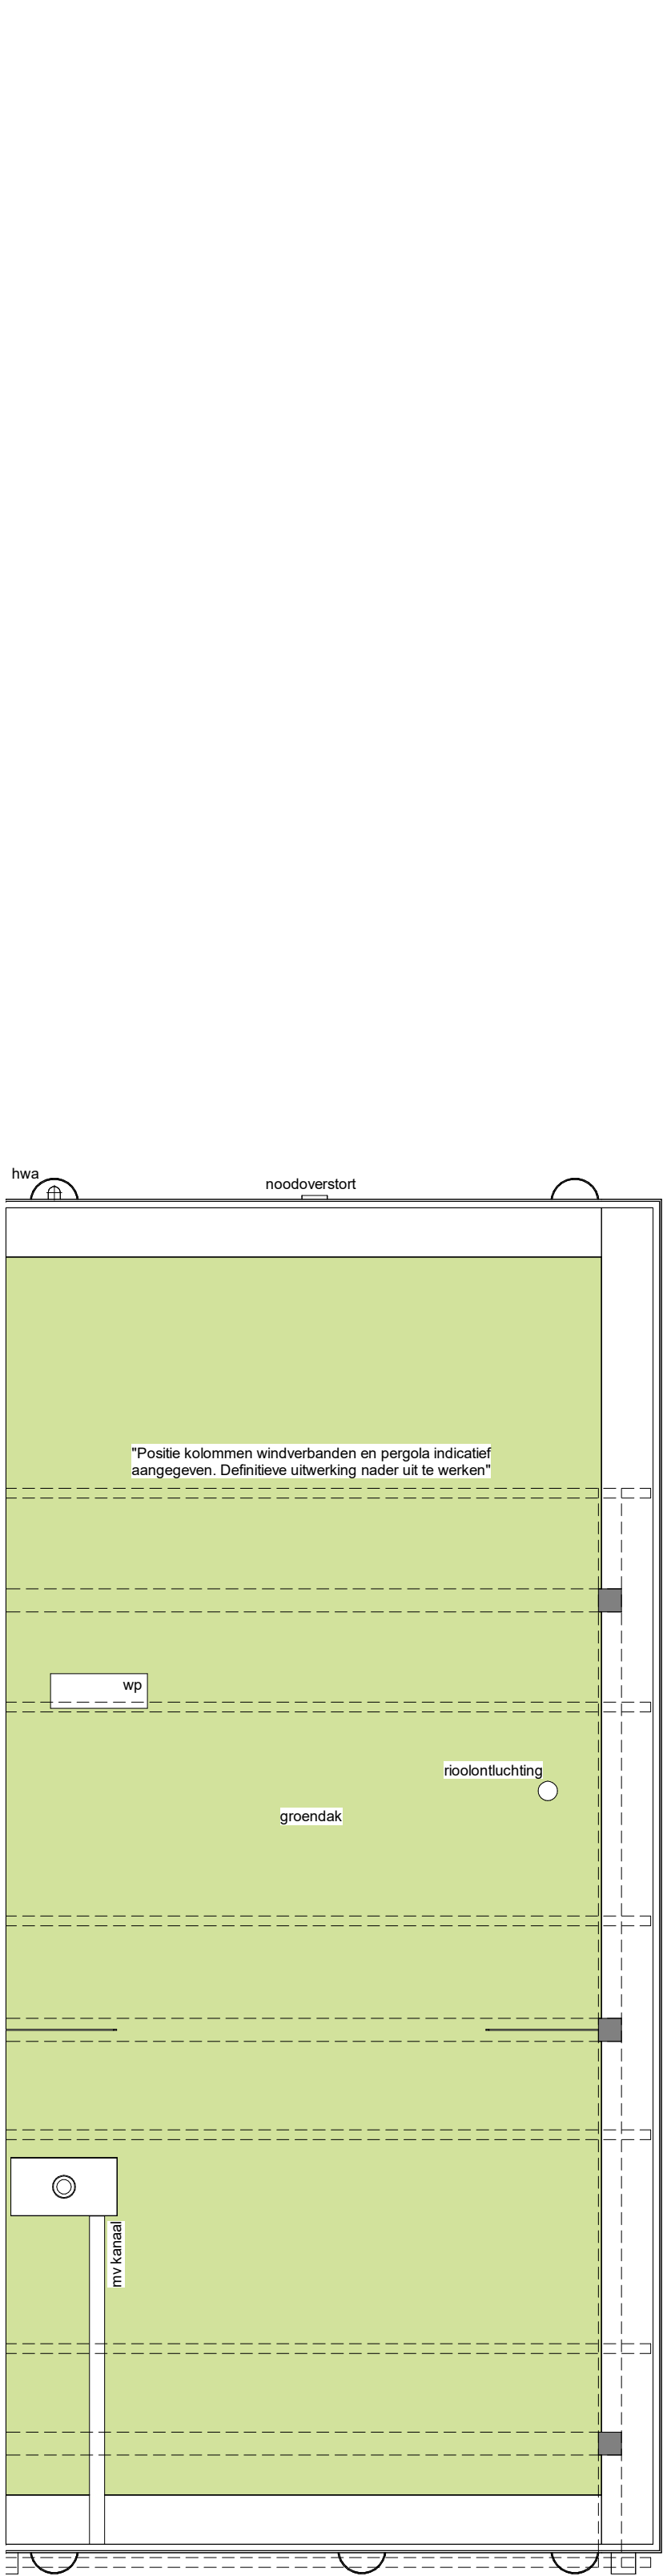 hwa
noodoverstort
"Positie kolommen windverbanden en pergola indicatief
aangegeven. Definitieve uitwerking nader uit te werken"
wp
rioolontluchting
groendak
mv kanaal